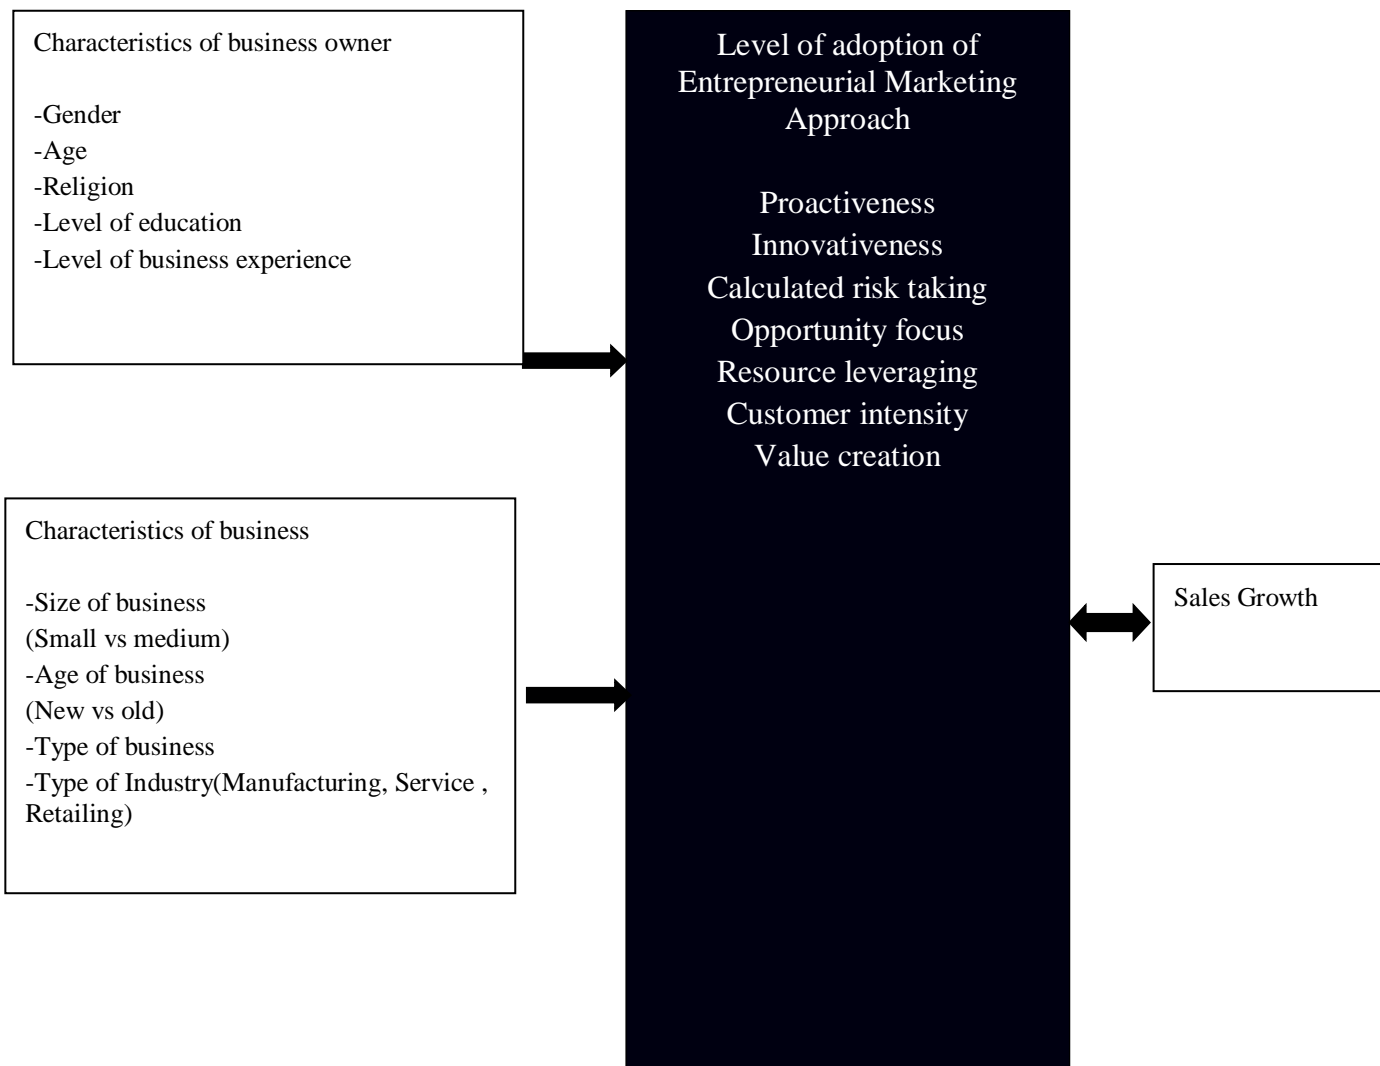 Characteristics of business owner
-Gender
-Age
-Religion
-Level of education
-Level of business experience
Level of adoption of
Entrepreneurial Marketing
Approach
Proactiveness
Innovativeness
Calculated risk taking
Opportunity focus
Resource leveraging
Customer intensity
Value creation
Characteristics of business
-Size of business
(Small vs medium)
-Age of business
(New vs old)
-Type of business
-Type of Industry(Manufacturing, Service ,
Retailing)
Sales Growth